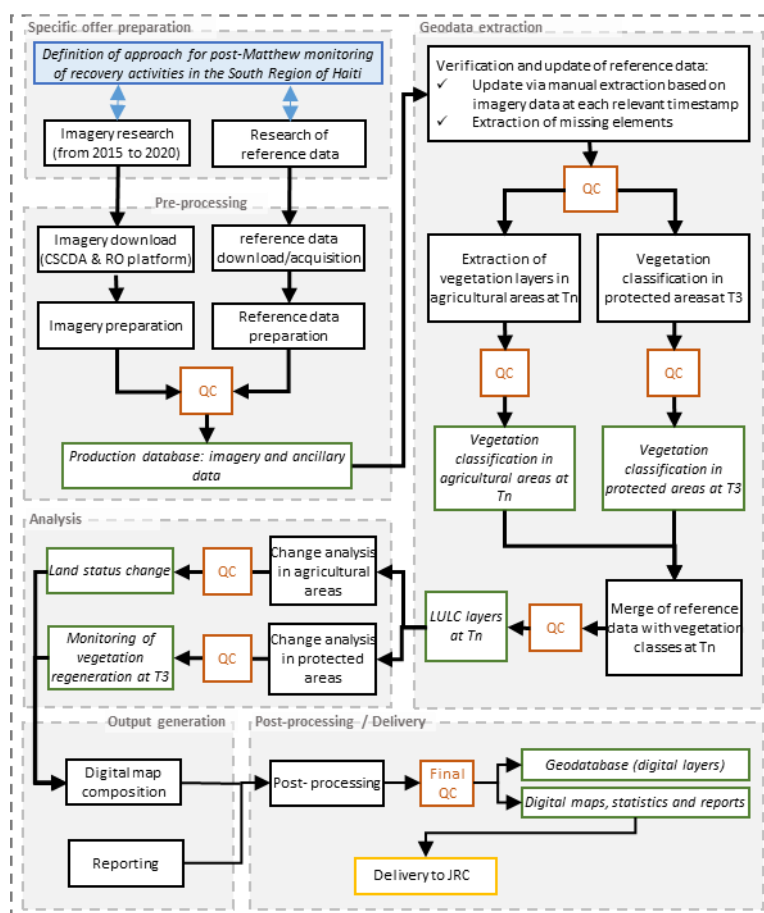 Specific offer preparation
Definition of approach for post-Matthew monitoring
of recovery activities in the South Region of Haiti
Imagery research
(from 2015 to 2020)
Research of
reference data
Pre-processing
Imagery download
(CSCDA & RO platform)
reference data
download/acquisition
Imagery preparation
Reference data
preparation
QC
Production database: imagery and ancillary
data
Geodata extraction
Verification and update of reference data:
✓ Update via manual extraction based on
imagery data at each relevant timestamp
✓ Extraction of missing elements
QC
Extraction of
vegetation layers in
agricultural areas at Tn
Vegetation
classification in
protected areasat T3
QC
QC
Vegetation
classification in
agricultural areas at
Tn
Vegetation
classification in
protected areas at T3
Merge of reference
data with vegetation
classes at Tn
QC
LULC layers
at Tn
Analysis
Land status change
QC
Change analysis
in agricultural
areas
Monitoring of
vegetation
regeneration at T3
QC
Change analysis
in protected
areas
Output generation
Digital map
composition
Reporting
Post-processing / Delivery
Post- processing
Final
QC
Geodatabase (digital layers)
Digital maps, statistics and reports
Delivery to JRC